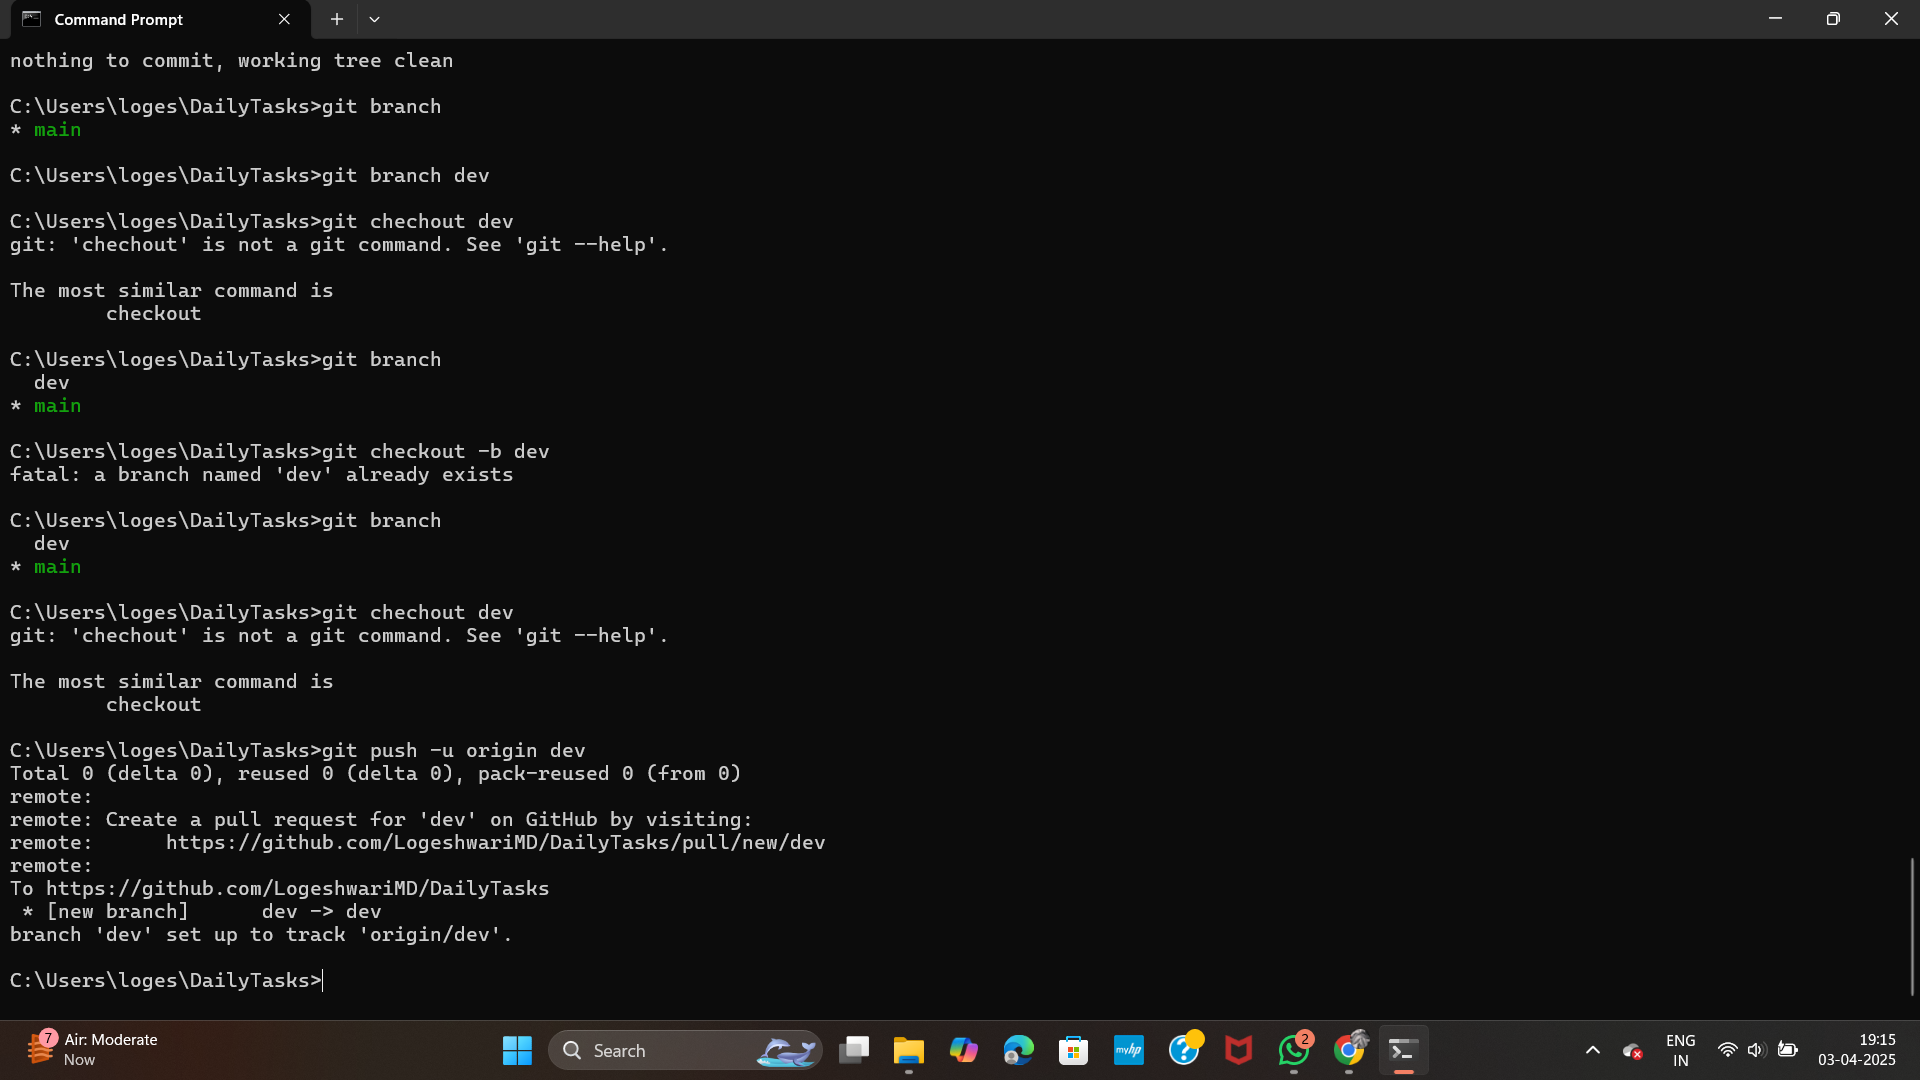 Command Prompt
nothing to commit, working tree clean
C:\Users\loges\DailyTasks>git branch
* main
C:\Users\loges\DailyTasks>git branch dev
C:\Users\loges\DailyTasks>git chechout dev
git: 'chechout' is not a git command. See 'git --help'.
The most similar command is
checkout
C:\Users\loges\DailyTasks>git branch
dev
* main
C:\Users\loges\DailyTasks>git checkout -b dev
fatal: a branch named 'dev' already exists
C:\Users\loges\DailyTasks>git branch
dev
* main
C:\Users\loges\DailyTasks>git chechout dev
git: 'chechout' is not a git command. See 'git --help'.
The most similar command is
checkout
C:\Users\loges\DailyTasks>git push -u origin dev
Total 0 (delta 0), reused 0 (delta 0), pack-reused 0 (from 0)
remote:
remote: Create a pull request for 'dev' on GitHub by visiting:
remote:      https://github.com/LogeshwariMD/DailyTasks/pull/new/dev
remote:
To https://github.com/LogeshwariMD/DailyTasks
* [new branch]      dev -> dev
branch 'dev' set up to track 'origin/dev'.
C:\Users\loges\DailyTasks>
7
Air: Moderate
Now
Search
myhp
2
ENG
IN
19:15
03-04-2025